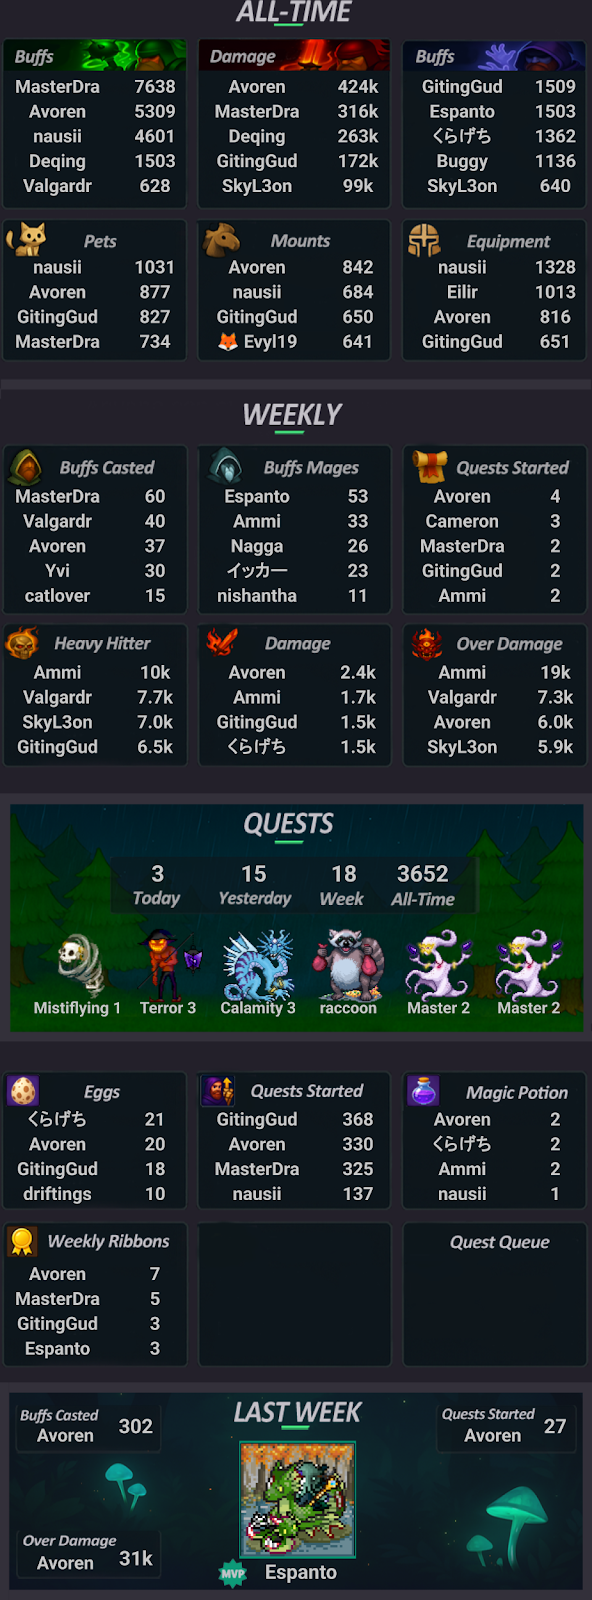 ALL-TIME
Buffs
MasterDra 7638
Avoren 5309
nausii 4601
Deqing 1503
Valgardr 628
Damage
Avoren 424k
MasterDra 316k
Deqing 263k
GitingGud 172k
SkyL3on 99k
Buffs
GitingGud 1509
Espanto 1503
くらげち 1362
Buggy 1136
SkyL3on 640
Pets
nausii 1031
Avoren 877
GitingGud 827
MasterDra 734
Mounts
Avoren 842
nausii 684
GitingGud 650
Evyl19 641
Equipment
nausii 1328
Eilir 1013
Avoren 816
GitingGud 651
WEEKLY
Buffs Casted
MasterDra 60
Valgardr 40
Avoren 37
Yvi 30
catlover 15
Buffs Mages
Espanto 53
Ammi 33
Nagga 26
イッカー 23
nishantha 11
Quests Started
Avoren 4
Cameron 3
MasterDra 2
GitingGud 2
Ammi 2
Heavy Hitter
Ammi 10k
Valgardr 7.7k
SkyL3on 7.0k
GitingGud 6.5k
Damage
Avoren 2.4k
Ammi 1.7k
GitingGud 1.5k
くらげち 1.5k
Over Damage
Ammi 19k
Valgardr 7.3k
Avoren 6.0k
SkyL3on 5.9k
QUESTS
3 15 18 3652
Today Yesterday Week All-Time
Mistiflying 1 Terror 3 Calamity 3 raccoon Master 2 Master 2
Eggs
くらげち 21
Avoren 20
GitingGud 18
driftings 10
Quests Started
GitingGud 368
Avoren 330
MasterDra 325
nausii 137
Magic Potion
Avoren 2
くらげち 2
Ammi 2
nausii 1
Weekly Ribbons
Avoren 7
MasterDra 5
GitingGud 3
Espanto 3
Quest Queue
LAST WEEK
Buffs Casted
Avoren 302
Quests Started
Avoren 27
Over Damage
Avoren 31k
MVP Espanto